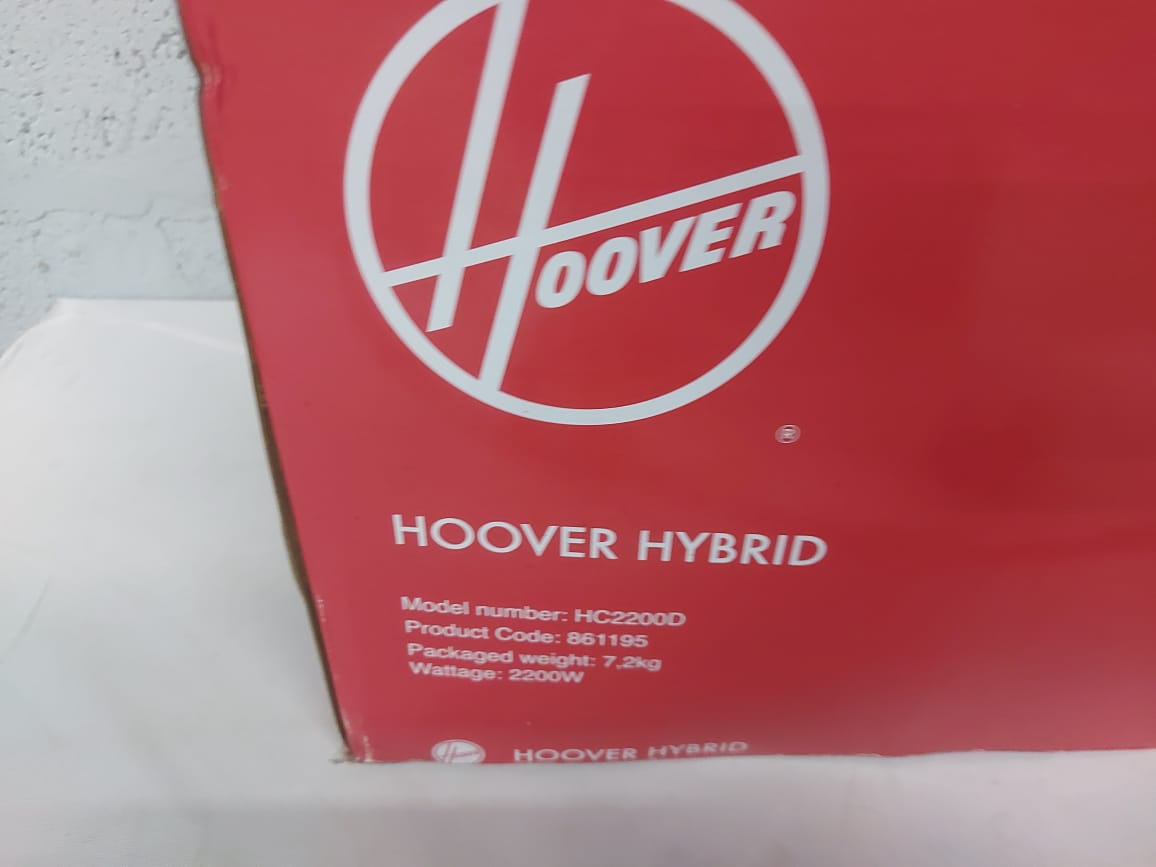 HOOVER
®
HOOVER HYBRID
Model number: HC2200D
Product Code: 861195
Packaged weight: 7,2kg
Wattage: 2200W
HOOVER HYBRID